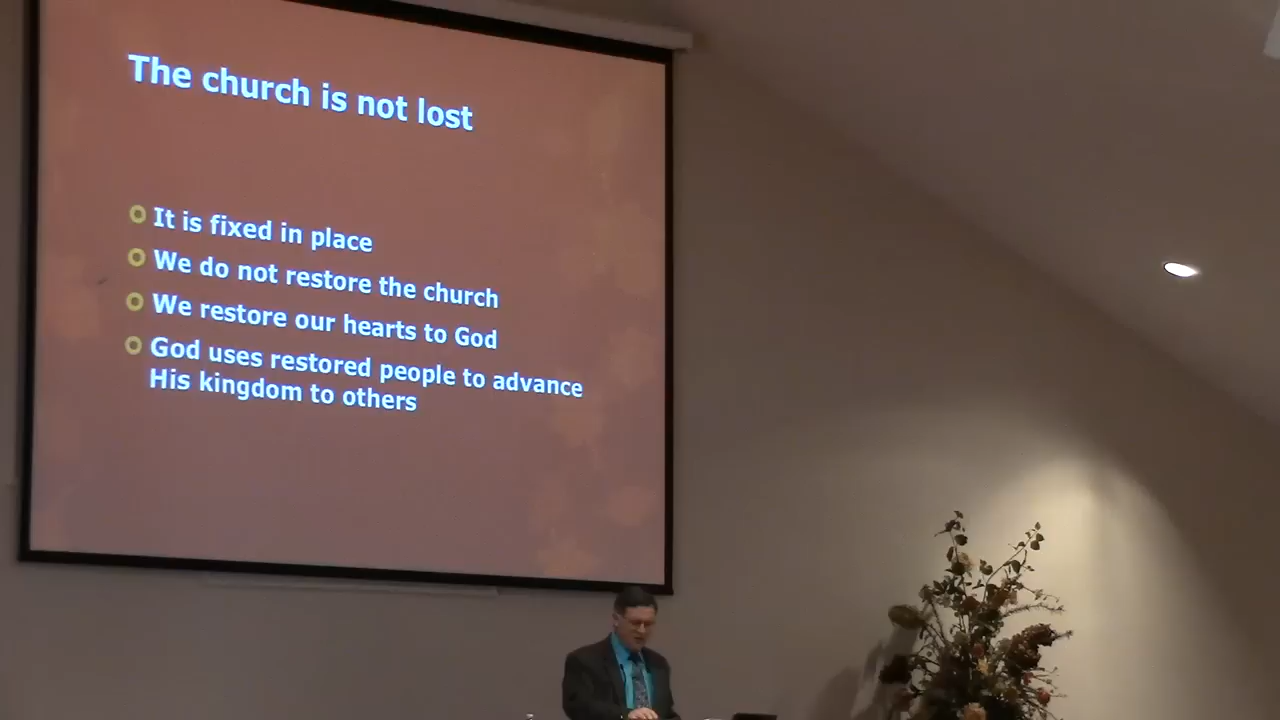 The church is not lost
It is fixed in place
We do not restore the church
We restore our hearts to God
God uses restored people to advance
His kingdom to others